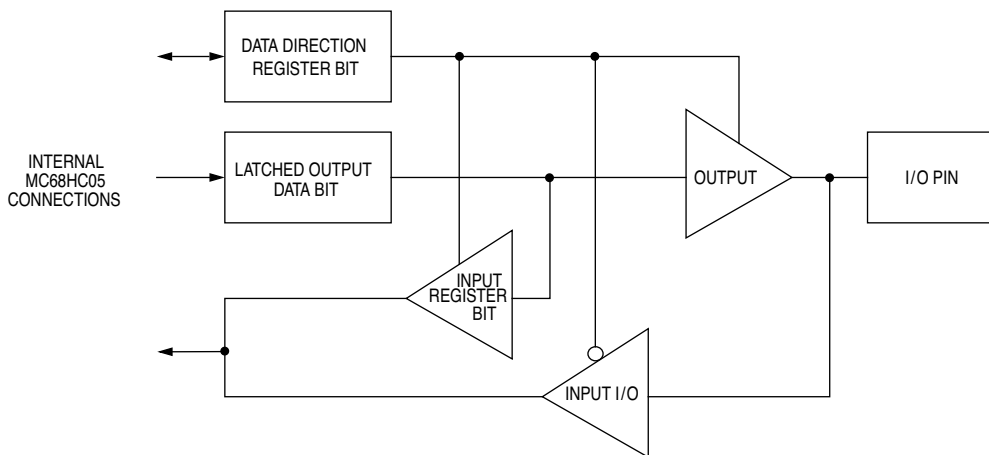 DATA DIRECTION
REGISTER BIT
INTERNAL
MC68HC05
CONNECTIONS
LATCHED OUTPUT
DATA BIT
OUTPUT
I/O PIN
INPUT
REGISTER
BIT
INPUT I/O